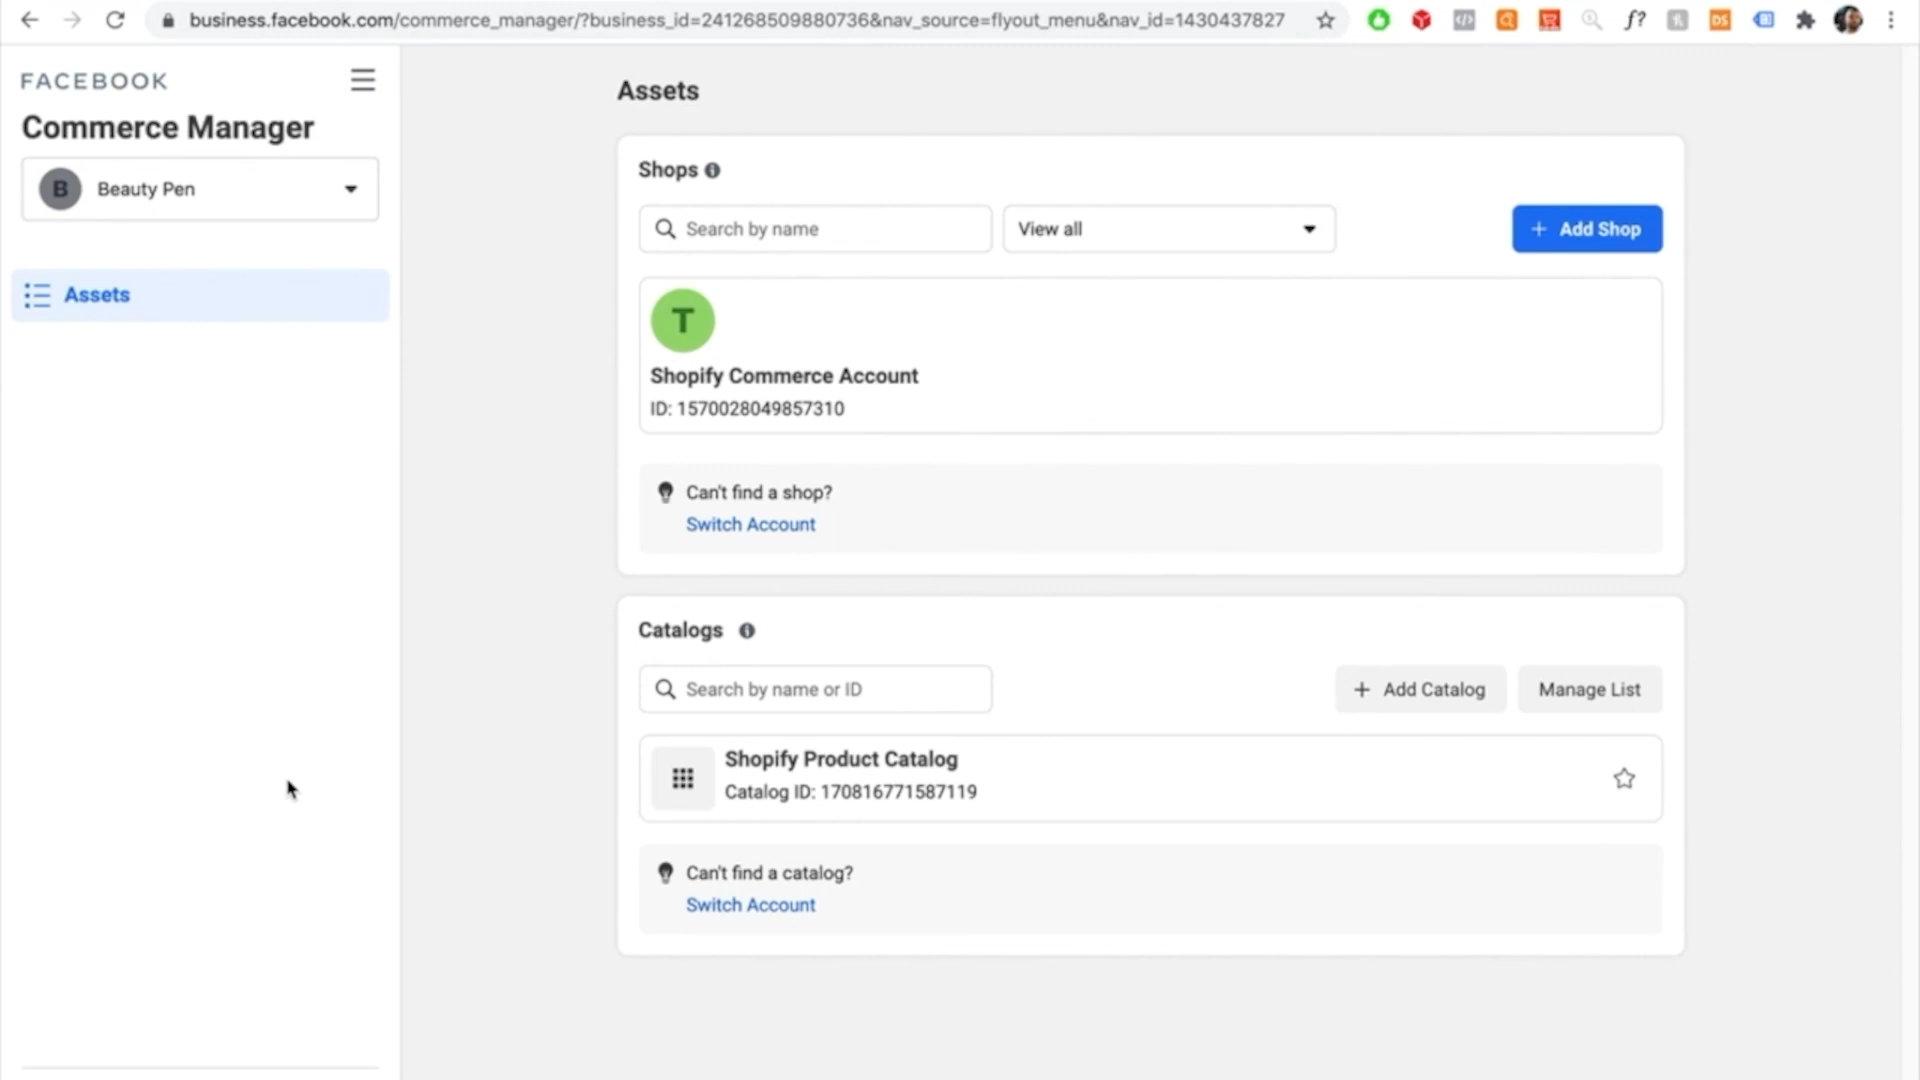 business.facebook.com/commerce_manager/?business_id=241268509880736&nav_source=flyout_menu&nav_id=1430437827
f?
DS
FACEBOOK
Commerce Manager
B
Beauty Pen
Assets
Assets
Shops
Search by name
View all
+ Add Shop
T
Shopify Commerce Account
ID: 1570028049857310
Can't find a shop?
Switch Account
Catalogs
Search by name or ID
+ Add Catalog
Manage List
Shopify Product Catalog
Catalog ID: 170816771587119
Can't find a catalog?
Switch Account